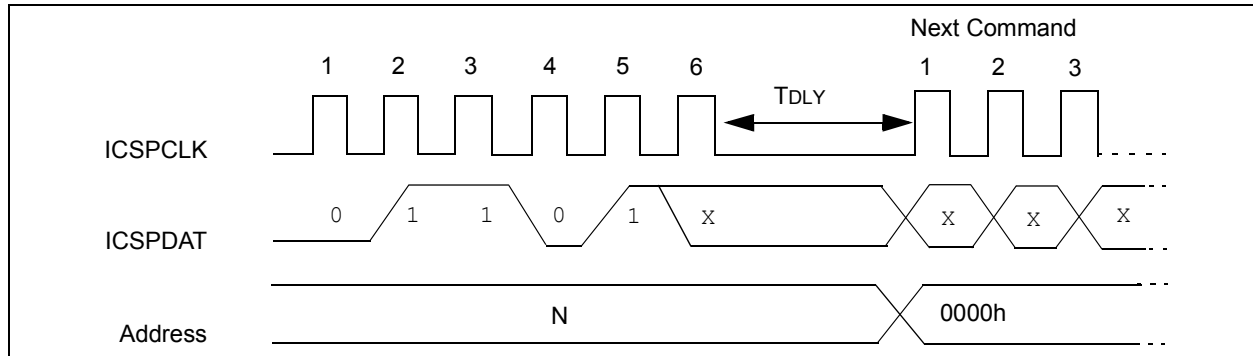 Next Command
1 2 3 4 5 6 1 2 3
TDLY
ICSPCLK
0 1 1 0 1 X X X X
ICSPDAT
N 0000h
Address